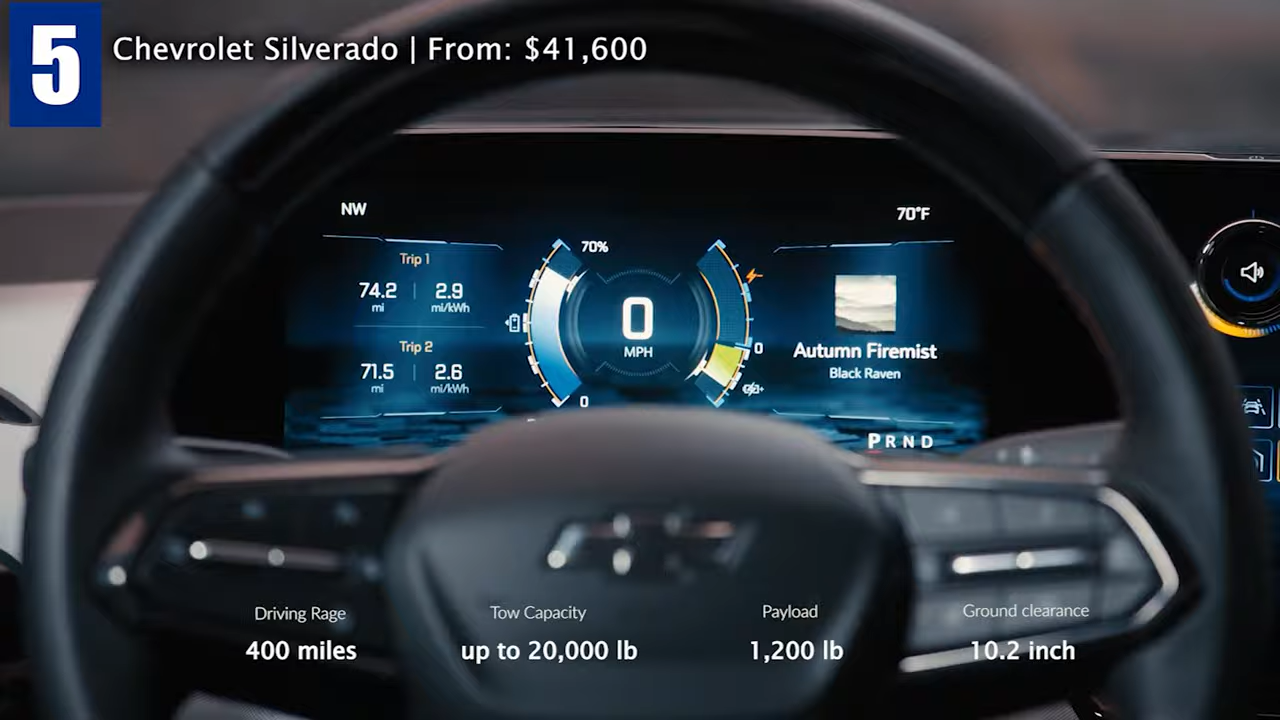 5
Chevrolet Silverado | From: $41,600
NW
70°F
Trip 1
74.2 | 2.9
mi mi/kWh
Trip 2
71.5 | 2.6
mi mi/kWh
70%
0
0
MPH
0
Autumn Firemist
Black Raven
PRND
Driving Rage
400 miles
Tow Capacity
up to 20,000 lb
Payload
1,200 lb
Ground clearance
10.2 inch